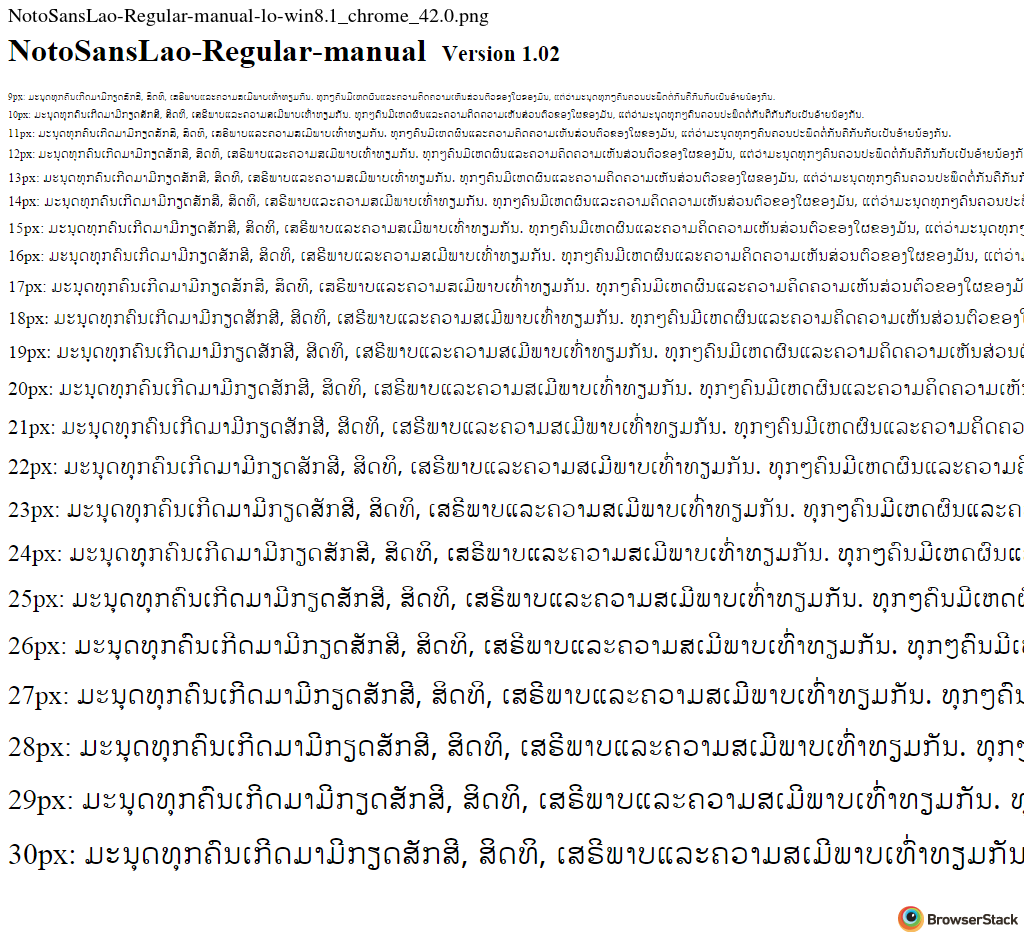 NotoSansLao-Regular-manual-lo-win8.1_chrome_42.0.png
NotoSansLao-Regular-manual Version 1.02
9px: ມະນຸດທຸກຄົນເກີດມາມີກຽດສັກສີ, ສິດທິ, ເສຣີພາບແລະຄວາມສເມີພາບເທົ່າທຽມກັນ. ທຸກໆຄົນມີເຫດຜົນແລະຄວາມຄິດຄວາມເຫັນສ່ວນຕົວຂອງໃຜຂອງມັນ, ແຕ່ວ່າມະນຸດທຸກໆຄົນຄວນປະພຶດຕໍ່ກັນຄືກັນກັບເປັນອ້າຍນ້ອງກັນ.
10px: ມະນຸດທຸກຄົນເກີດມາມີກຽດສັກສີ, ສິດທິ, ເສຣີພາບແລະຄວາມສເມີພາບເທົ່າທຽມກັນ. ທຸກໆຄົນມີເຫດຜົນແລະຄວາມຄິດຄວາມເຫັນສ່ວນຕົວຂອງໃຜຂອງມັນ, ແຕ່ວ່າມະນຸດທຸກໆຄົນຄວນປະພຶດຕໍ່ກັນຄືກັນກັບເປັນອ້າຍນ້ອງກັນ.
11px: ມະນຸດທຸກຄົນເກີດມາມີກຽດສັກສີ, ສິດທິ, ເສຣີພາບແລະຄວາມສເມີພາບເທົ່າທຽມກັນ. ທຸກໆຄົນມີເຫດຜົນແລະຄວາມຄິດຄວາມເຫັນສ່ວນຕົວຂອງໃຜຂອງມັນ, ແຕ່ວ່າມະນຸດທຸກໆຄົນຄວນປະພຶດຕໍ່ກັນຄືກັນກັບເປັນອ້າຍນ້ອງກັນ.
12px: ມະນຸດທຸກຄົນເກີດມາມີກຽດສັກສີ, ສິດທິ, ເສຣີພາບແລະຄວາມສເມີພາບເທົ່າທຽມກັນ. ທຸກໆຄົນມີເຫດຜົນແລະຄວາມຄິດຄວາມເຫັນສ່ວນຕົວຂອງໃຜຂອງມັນ, ແຕ່ວ່າມະນຸດທຸກໆຄົນຄວນປະພຶດຕໍ່ກັນຄືກັນກັບເປັນອ້າຍນ້ອງກ
13px: ມະນຸດທຸກຄົນເກີດມາມີກຽດສັກສີ, ສິດທິ, ເສຣີພາບແລະຄວາມສເມີພາບເທົ່າທຽມກັນ. ທຸກໆຄົນມີເຫດຜົນແລະຄວາມຄິດຄວາມເຫັນສ່ວນຕົວຂອງໃຜຂອງມັນ, ແຕ່ວ່າມະນຸດທຸກໆຄົນຄວນປະພຶດຕໍ່ກັນຄືກັນກ
14px: ມະນຸດທຸກຄົນເກີດມາມີກຽດສັກສີ, ສິດທິ, ເສຣີພາບແລະຄວາມສເມີພາບເທົ່າທຽມກັນ. ທຸກໆຄົນມີເຫດຜົນແລະຄວາມຄິດຄວາມເຫັນສ່ວນຕົວຂອງໃຜຂອງມັນ, ແຕ່ວ່າມະນຸດທຸກໆຄົນຄວນປະພຶ
15px: ມະນຸດທຸກຄົນເກີດມາມີກຽດສັກສີ, ສິດທິ, ເສຣີພາບແລະຄວາມສເມີພາບເທົ່າທຽມກັນ. ທຸກໆຄົນມີເຫດຜົນແລະຄວາມຄິດຄວາມເຫັນສ່ວນຕົວຂອງໃຜຂອງມັນ, ແຕ່ວ່າມະນຸດທຸກໆ
16px: ມະນຸດທຸກຄົນເກີດມາມີກຽດສັກສີ, ສິດທິ, ເສຣີພາບແລະຄວາມສເມີພາບເທົ່າທຽມກັນ. ທຸກໆຄົນມີເຫດຜົນແລະຄວາມຄິດຄວາມເຫັນສ່ວນຕົວຂອງໃຜຂອງມັນ, ແຕ່ວ່າມ
17px: ມະນຸດທຸກຄົນເກີດມາມີກຽດສັກສີ, ສິດທິ, ເສຣີພາບແລະຄວາມສເມີພາບເທົ່າທຽມກັນ. ທຸກໆຄົນມີເຫດຜົນແລະຄວາມຄິດຄວາມເຫັນສ່ວນຕົວຂອງໃຜຂອງມັ
18px: ມະນຸດທຸກຄົນເກີດມາມີກຽດສັກສີ, ສິດທິ, ເສຣີພາບແລະຄວາມສເມີພາບເທົ່າທຽມກັນ. ທຸກໆຄົນມີເຫດຜົນແລະຄວາມຄິດຄວາມເຫັນສ່ວນຕົວຂອງໃ
19px: ມະນຸດທຸກຄົນເກີດມາມີກຽດສັກສີ, ສິດທິ, ເສຣີພາບແລະຄວາມສເມີພາບເທົ່າທຽມກັນ. ທຸກໆຄົນມີເຫດຜົນແລະຄວາມຄິດຄວາມເຫັນສ່ວນຕົ
20px: ມະນຸດທຸກຄົນເກີດມາມີກຽດສັກສີ, ສິດທິ, ເສຣີພາບແລະຄວາມສເມີພາບເທົ່າທຽມກັນ. ທຸກໆຄົນມີເຫດຜົນແລະຄວາມຄິດຄວາມເຫັນ
21px: ມະນຸດທຸກຄົນເກີດມາມີກຽດສັກສີ, ສິດທິ, ເສຣີພາບແລະຄວາມສເມີພາບເທົ່າທຽມກັນ. ທຸກໆຄົນມີເຫດຜົນແລະຄວາມຄິດຄວ
22px: ມະນຸດທຸກຄົນເກີດມາມີກຽດສັກສີ, ສິດທິ, ເສຣີພາບແລະຄວາມສເມີພາບເທົ່າທຽມກັນ. ທຸກໆຄົນມີເຫດຜົນແລະຄວາມຄິ
23px: ມະນຸດທຸກຄົນເກີດມາມີກຽດສັກສີ, ສິດທິ, ເສຣີພາບແລະຄວາມສເມີພາບເທົ່າທຽມກັນ. ທຸກໆຄົນມີເຫດຜົນແລະຄ
24px: ມະນຸດທຸກຄົນເກີດມາມີກຽດສັກສີ, ສິດທິ, ເສຣີພາບແລະຄວາມສເມີພາບເທົ່າທຽມກັນ. ທຸກໆຄົນມີເຫດຜົນແ
25px: ມະນຸດທຸກຄົນເກີດມາມີກຽດສັກສີ, ສິດທິ, ເສຣີພາບແລະຄວາມສເມີພາບເທົ່າທຽມກັນ. ທຸກໆຄົນມີເຫດຜົ
26px: ມະນຸດທຸກຄົນເກີດມາມີກຽດສັກສີ, ສິດທິ, ເສຣີພາບແລະຄວາມສເມີພາບເທົ່າທຽມກັນ. ທຸກໆຄົນມີເ
27px: ມະນຸດທຸກຄົນເກີດມາມີກຽດສັກສີ, ສິດທິ, ເສຣີພາບແລະຄວາມສເມີພາບເທົ່າທຽມກັນ. ທຸກໆຄົນ
28px: ມະນຸດທຸກຄົນເກີດມາມີກຽດສັກສີ, ສິດທິ, ເສຣີພາບແລະຄວາມສເມີພາບເທົ່າທຽມກັນ. ທຸກໆ
29px: ມະນຸດທຸກຄົນເກີດມາມີກຽດສັກສີ, ສິດທິ, ເສຣີພາບແລະຄວາມສເມີພາບເທົ່າທຽມກັນ. ທຸ
30px: ມະນຸດທຸກຄົນເກີດມາມີກຽດສັກສີ, ສິດທິ, ເສຣີພາບແລະຄວາມສເມີພາບເທົ່າທຽມກັນ
BrowserStack